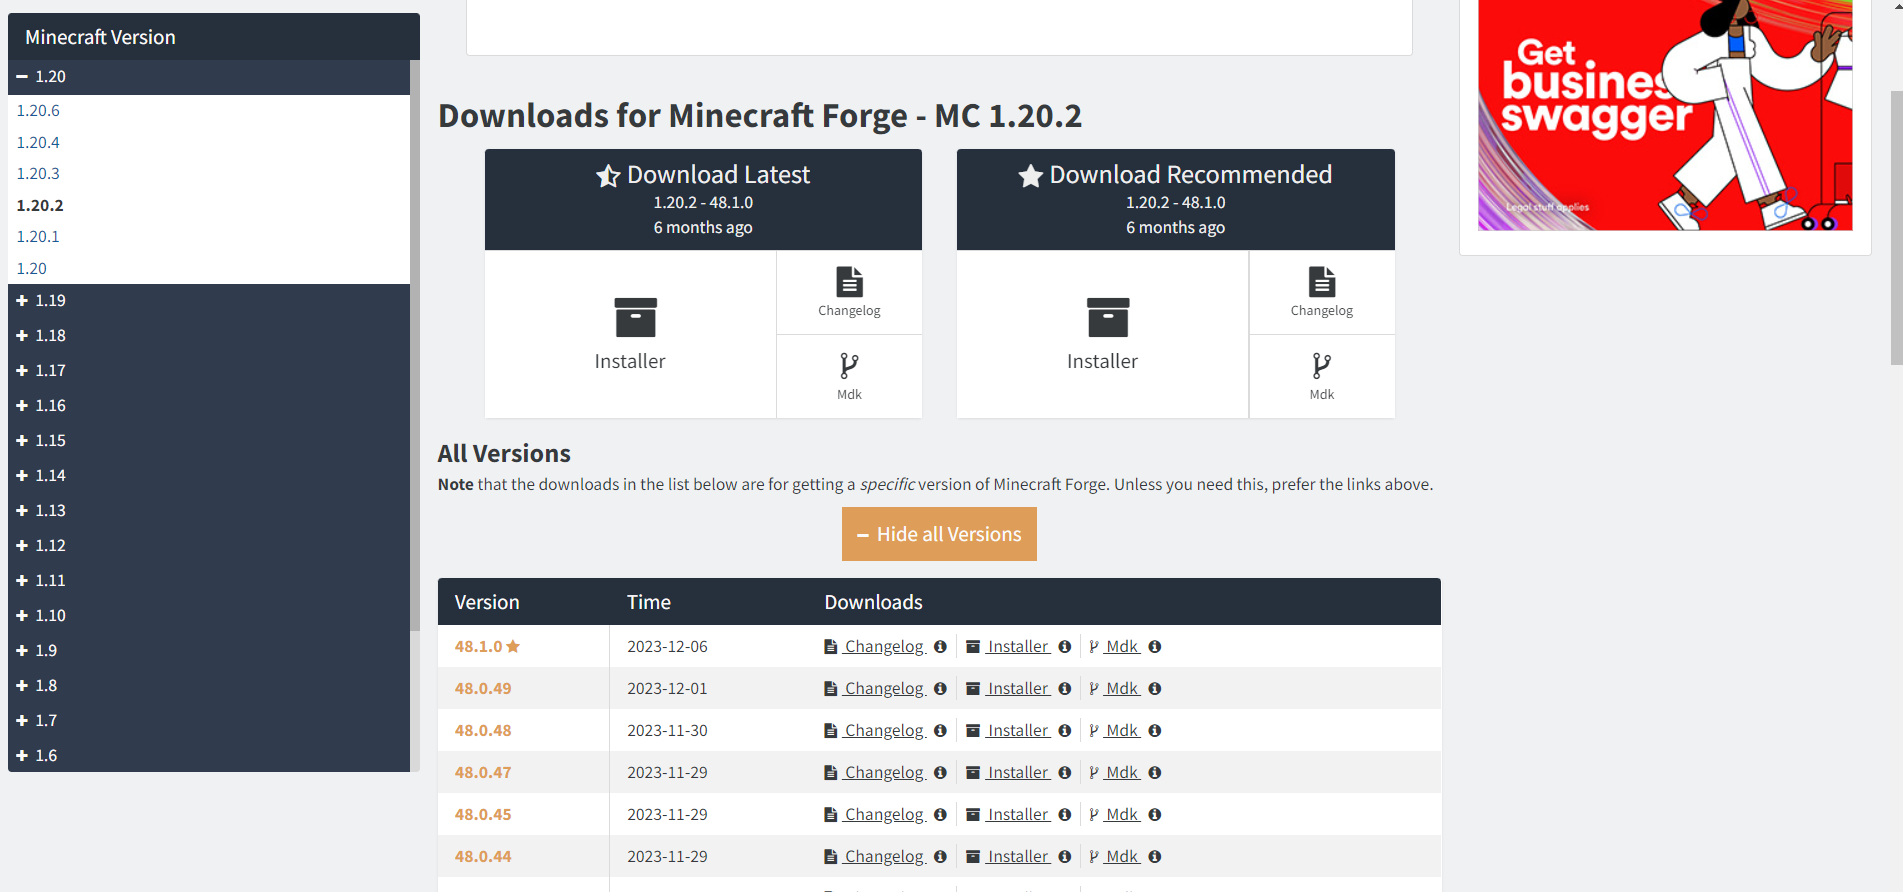 Minecraft Version
1.20
1.20.6
1.20.4
1.20.3
1.20.2
1.20.1
1.20
1.19
1.18
1.17
1.16
1.15
1.14
1.13
1.12
1.11
1.10
1.9
1.8
1.7
1.6
Downloads for Minecraft Forge - MC 1.20.2
Download Latest
1.20.2 - 48.1.0
6 months ago
Installer
Changelog
Mdk
Download Recommended
1.20.2 - 48.1.0
6 months ago
Installer
Changelog
Mdk
All Versions
Note that the downloads in the list below are for getting a specific version of Minecraft Forge. Unless you need this, prefer the links above.
Hide all Versions
Version Time Downloads
48.1.0 2023-12-06 Changelog Installer Mdk
48.0.49 2023-12-01 Changelog Installer Mdk
48.0.48 2023-11-30 Changelog Installer Mdk
48.0.47 2023-11-29 Changelog Installer Mdk
48.0.45 2023-11-29 Changelog Installer Mdk
48.0.44 2023-11-29 Changelog Installer Mdk
Get
busines
swagger
Legal stuff applies